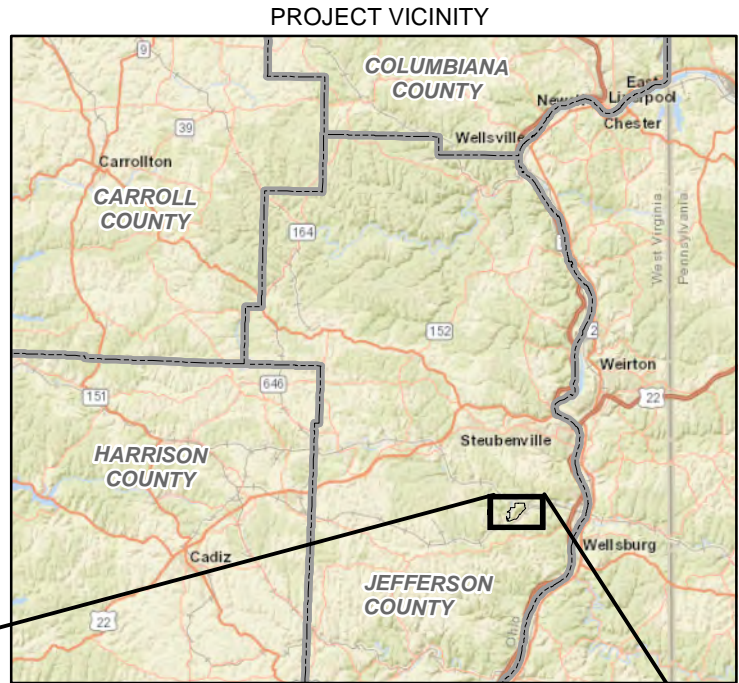 PROJECT VICINITY
9
COLUMBIANA
COUNTY
East
Liverpool
Chester
39
Wellsville
Carrollton
CARROLL
COUNTY
164
West Virginia
Pennsylvania
152
2
Weirton
646
22
151
Steubenville
HARRISON
COUNTY
Wellsburg
Cadiz
JEFFERSON
COUNTY
22
Ohio